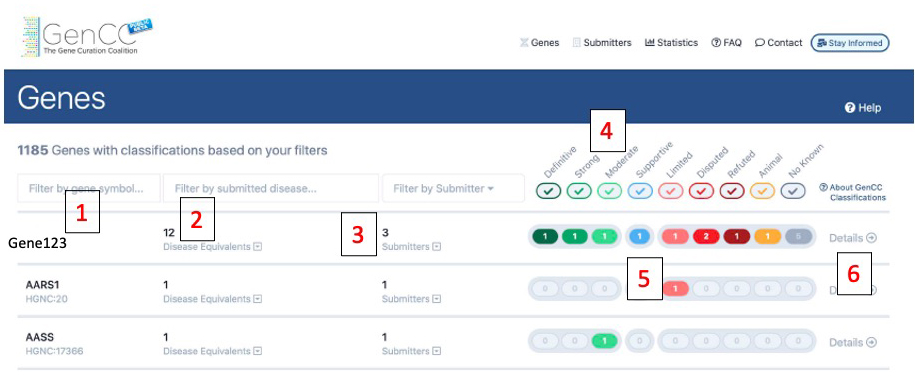 GenCC PUBLIC BETA
The Gene Curation Coalition
Genes Submitters Statistics FAQ Contact Stay Informed
Genes
Help
4
1185 Genes with classifications based on your filters
Definitive Strong Moderate Supportive Limited Disputed Refuted Animal No Known
Filter by gene symbol... Filter by submitted disease... Filter by Submitter
About GenCC
Classifications
1 2 3
Gene123
12 3 1 1 1 1 1 2 1 1 5 Details
Disease Equivalents Submitters
5 6
AARS1 1 1 0 0 0 1 0 0 0 0
HGNC:20 Disease Equivalents Submitters
AASS 1 1 0 0 1 0 0 0 0 0 0 Details
HGNC:17366 Disease Equivalents Submitters